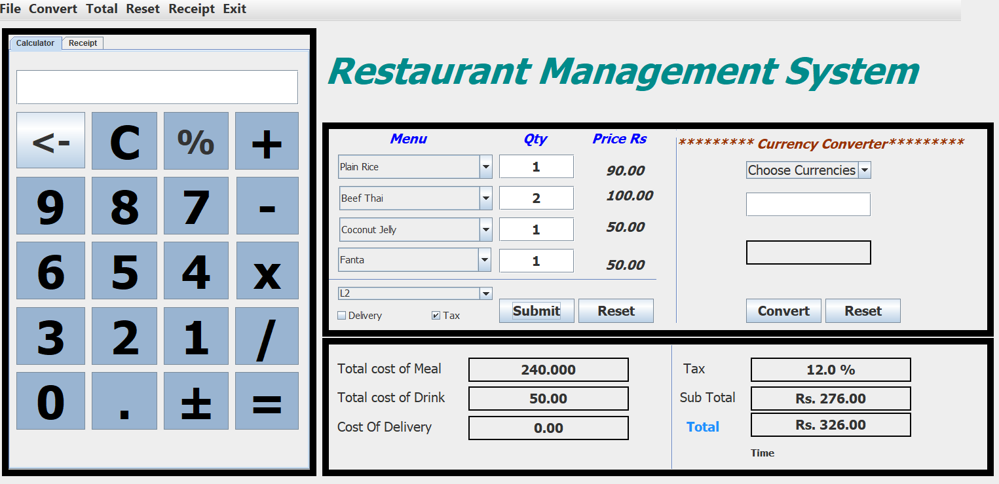 File Convert Total Reset Receipt Exit
Calculator Receipt
Restaurant Management System
<- C % +
9 8 7 -
6 5 4 x
3 2 1 /
0 . ± =
Menu Qty Price Rs
Plain Rice 1 90.00
Beef Thai 2 100.00
Coconut Jelly 1 50.00
Fanta 1 50.00
L2
Delivery Tax Submit Reset
********* Currency Converter*********
Choose Currencies
Convert Reset
Total cost of Meal 240.000
Total cost of Drink 50.00
Cost Of Delivery 0.00
Tax 12.0 %
Sub Total Rs. 276.00
Total Rs. 326.00
Time